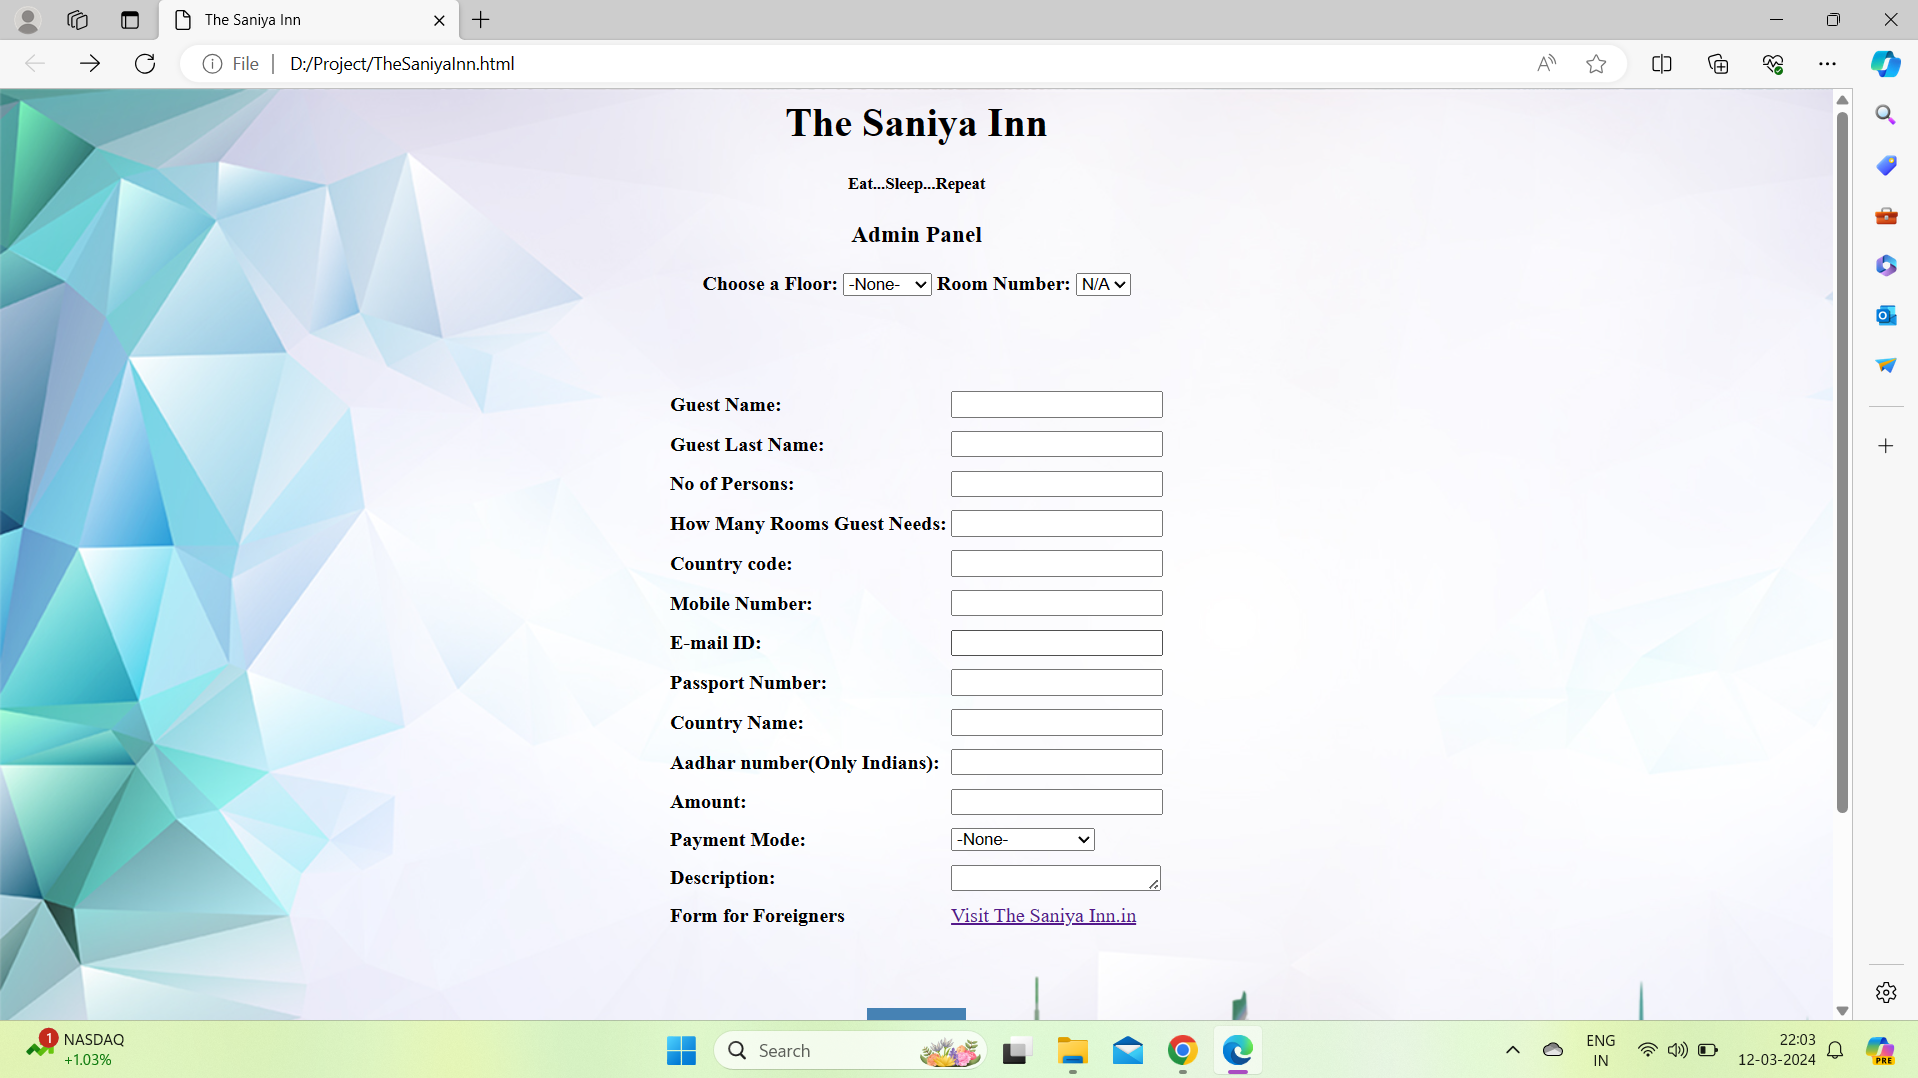 The Saniya Inn
File
D:/Project/TheSaniyaInn.html
The Saniya Inn
Eat...Sleep...Repeat
Admin Panel
Choose a Floor: -None- Room Number: N/A
Guest Name:
Guest Last Name:
No of Persons:
How Many Rooms Guest Needs:
Country code:
Mobile Number:
E-mail ID:
Passport Number:
Country Name:
Aadhar number(Only Indians):
Amount:
Payment Mode: -None-
Description:
Form for Foreigners Visit The Saniya Inn.in
1
NASDAQ
+1.03%
Search
ENG
IN
22:03
12-03-2024
PRE